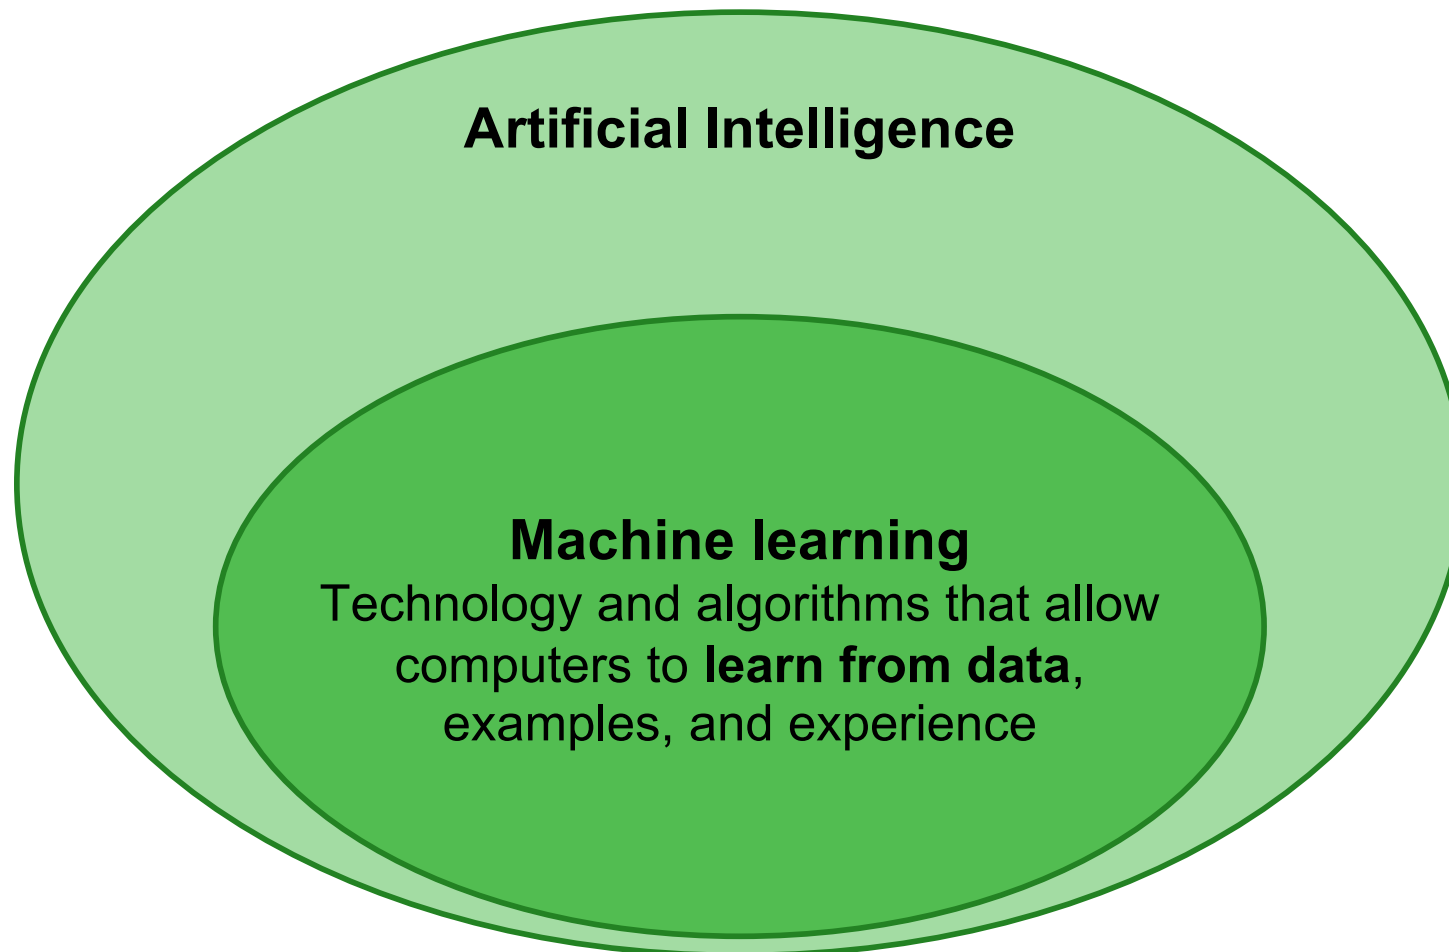 Artificial Intelligence
Machine learning
Technology and algorithms that allow
computers to learn from data,
examples, and experience